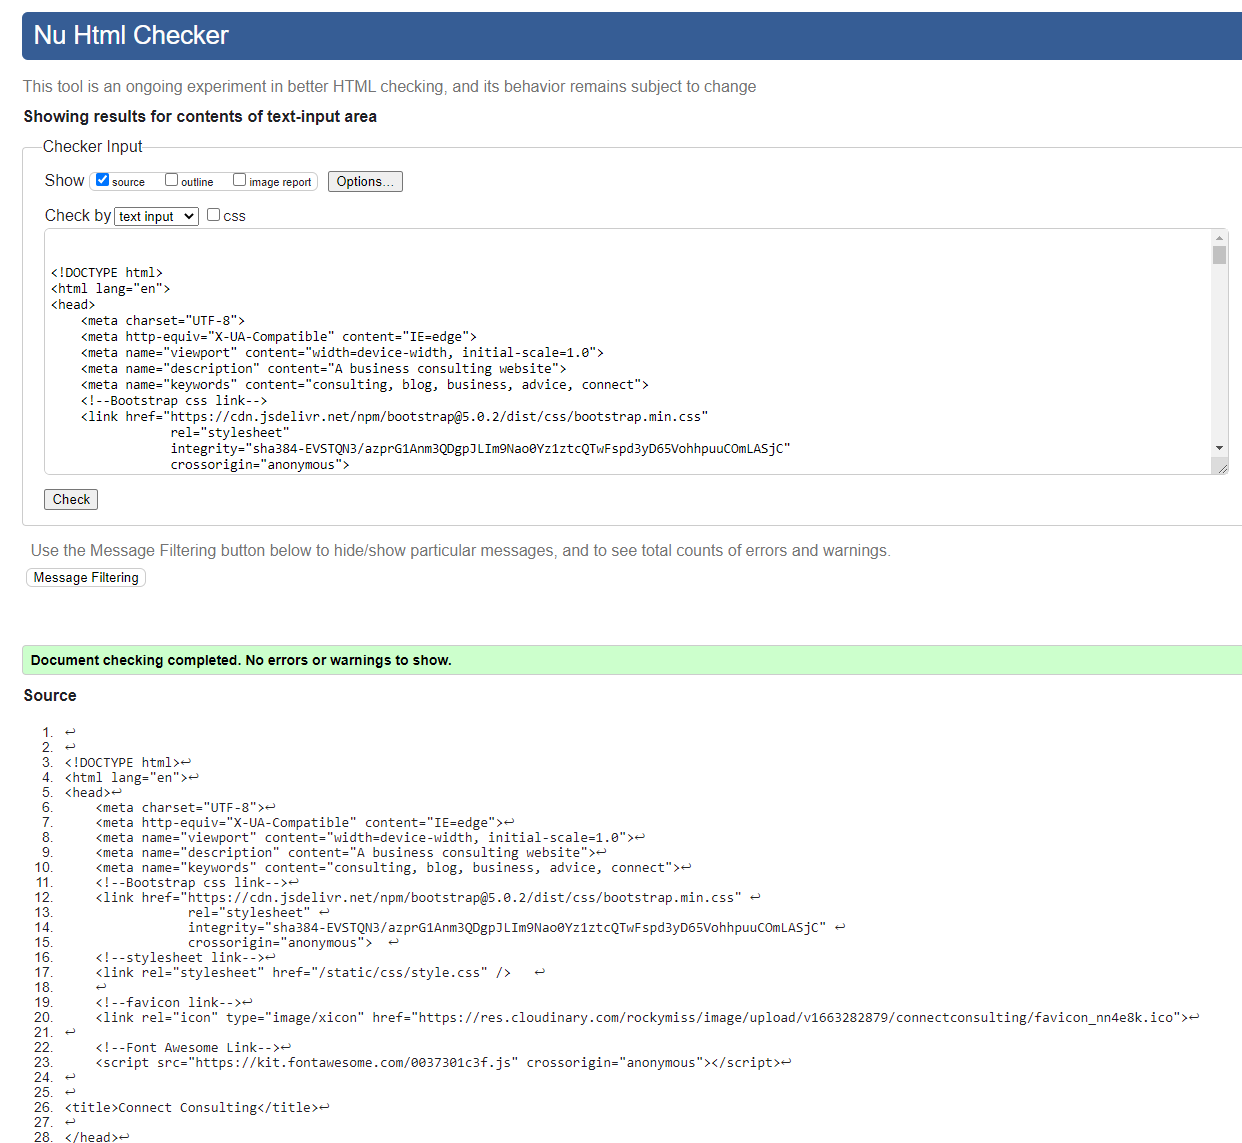 Nu Html Checker
This tool is an ongoing experiment in better HTML checking, and its behavior remains subject to change
Showing results for contents of text-input area
Checker Input
Show source outline image report Options...
Check by text input css
<!DOCTYPE html>
<html lang="en">
<head>
    <meta charset="UTF-8">
    <meta http-equiv="X-UA-Compatible" content="IE=edge">
    <meta name="viewport" content="width=device-width, initial-scale=1.0">
    <meta name="description" content="A business consulting website">
    <meta name="keywords" content="consulting, blog, business, advice, connect">
    <!--Bootstrap css link-->
    <link href="https://cdn.jsdelivr.net/npm/bootstrap@5.0.2/dist/css/bootstrap.min.css"
                rel="stylesheet"
                integrity="sha384-EVSTQN3/azprG1Anm3QDgpJLIm9Nao0Yz1ztcQTwFspd3yD65VohhpuuCOmLASjC"
                crossorigin="anonymous">
Check
Use the Message Filtering button below to hide/show particular messages, and to see total counts of errors and warnings.
Message Filtering
Document checking completed. No errors or warnings to show.
Source
1. ↩
2. ↩
3. <!DOCTYPE html>↩
4. <html lang="en">↩
5. <head>↩
6.     <meta charset="UTF-8">↩
7.     <meta http-equiv="X-UA-Compatible" content="IE=edge">↩
8.     <meta name="viewport" content="width=device-width, initial-scale=1.0">↩
9.     <meta name="description" content="A business consulting website">↩
10.     <meta name="keywords" content="consulting, blog, business, advice, connect">↩
11.     <!--Bootstrap css link-->↩
12.     <link href="https://cdn.jsdelivr.net/npm/bootstrap@5.0.2/dist/css/bootstrap.min.css" ↩
13.                 rel="stylesheet" ↩
14.                 integrity="sha384-EVSTQN3/azprG1Anm3QDgpJLIm9Nao0Yz1ztcQTwFspd3yD65VohhpuuCOmLASjC" ↩
15.                 crossorigin="anonymous">  ↩
16.     <!--stylesheet link-->↩
17.     <link rel="stylesheet" href="/static/css/style.css" />   ↩
18.     ↩
19.     <!--favicon link-->↩
20.     <link rel="icon" type="image/xicon" href="https://res.cloudinary.com/rockymiss/image/upload/v1663282879/connectconsulting/favicon_nn4e8k.ico">↩
21. ↩
22.     <!--Font Awesome Link-->↩
23.     <script src="https://kit.fontawesome.com/0037301c3f.js" crossorigin="anonymous"></script>↩
24. ↩
25. ↩
26. <title>Connect Consulting</title>↩
27. ↩
28. </head>↩